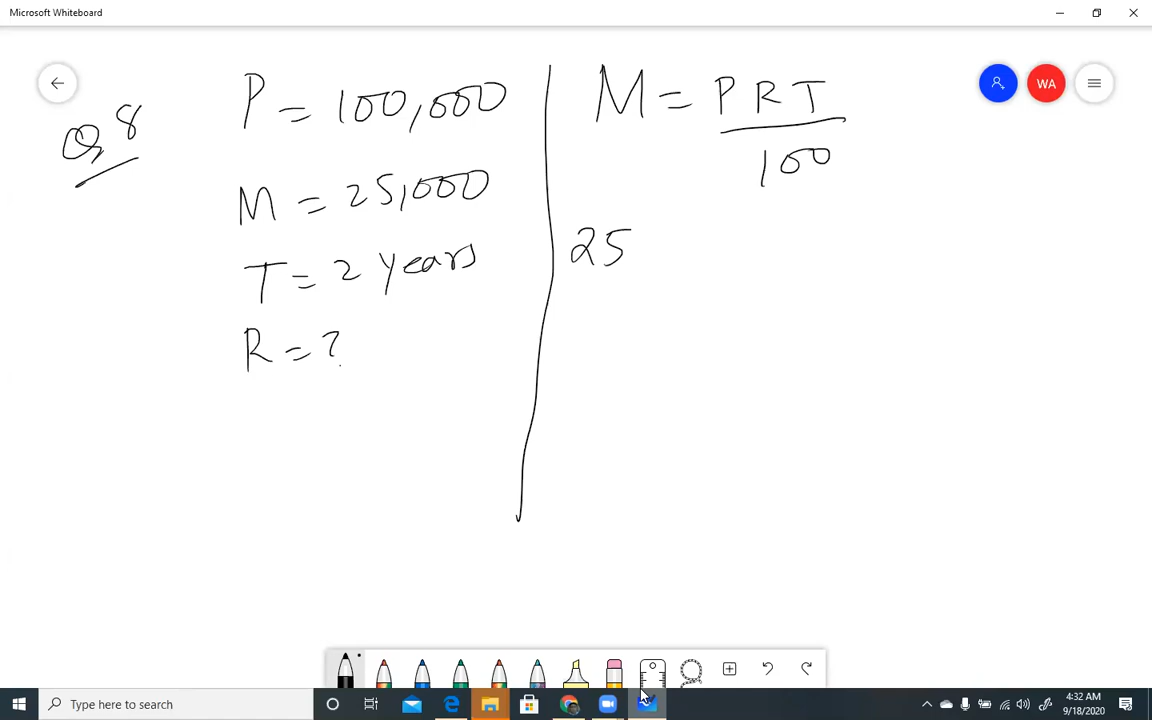 Microsoft Whiteboard
WA
Q 8
P = 100,000
M = 25,000
T = 2 years
R = ?
M = PRT
100
25
Type here to search
4:32 AM
9/18/2020